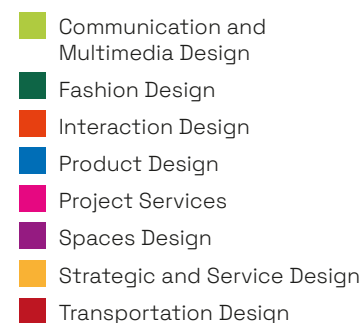 Communication and
Multimedia Design
Fashion Design
Interaction Design
Product Design
Project Services
Spaces Design
Strategic and Service Design
Transportation Design